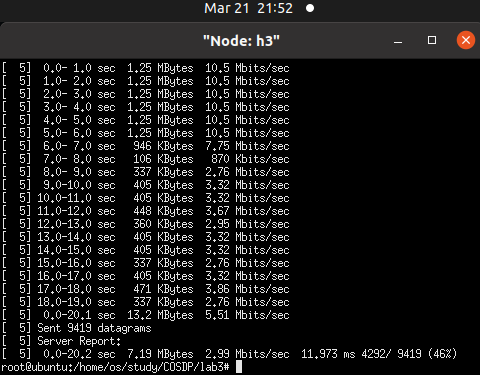 Mar 21 21:52
"Node: h3"
[ 5] 0.0- 1.0 sec 1.25 MBytes 10.5 Mbits/sec
[ 5] 1.0- 2.0 sec 1.25 MBytes 10.5 Mbits/sec
[ 5] 2.0- 3.0 sec 1.25 MBytes 10.5 Mbits/sec
[ 5] 3.0- 4.0 sec 1.25 MBytes 10.5 Mbits/sec
[ 5] 4.0- 5.0 sec 1.25 MBytes 10.5 Mbits/sec
[ 5] 5.0- 6.0 sec 1.25 MBytes 10.5 Mbits/sec
[ 5] 6.0- 7.0 sec 946 KBytes 7.75 Mbits/sec
[ 5] 7.0- 8.0 sec 106 KBytes 870 Kbits/sec
[ 5] 8.0- 9.0 sec 337 KBytes 2.76 Mbits/sec
[ 5] 9.0-10.0 sec 405 KBytes 3.32 Mbits/sec
[ 5] 10.0-11.0 sec 405 KBytes 3.32 Mbits/sec
[ 5] 11.0-12.0 sec 448 KBytes 3.67 Mbits/sec
[ 5] 12.0-13.0 sec 360 KBytes 2.95 Mbits/sec
[ 5] 13.0-14.0 sec 405 KBytes 3.32 Mbits/sec
[ 5] 14.0-15.0 sec 405 KBytes 3.32 Mbits/sec
[ 5] 15.0-16.0 sec 337 KBytes 2.76 Mbits/sec
[ 5] 16.0-17.0 sec 405 KBytes 3.32 Mbits/sec
[ 5] 17.0-18.0 sec 471 KBytes 3.86 Mbits/sec
[ 5] 18.0-19.0 sec 337 KBytes 2.76 Mbits/sec
[ 5] 0.0-20.1 sec 13.2 MBytes 5.51 Mbits/sec
[ 5] Sent 9419 datagrams
[ 5] Server Report:
[ 5] 0.0-20.2 sec 7.19 MBytes 2.99 Mbits/sec 11.973 ms 4292/ 9419 (46%)
root@ubuntu:/home/os/study/COSDP/lab3#